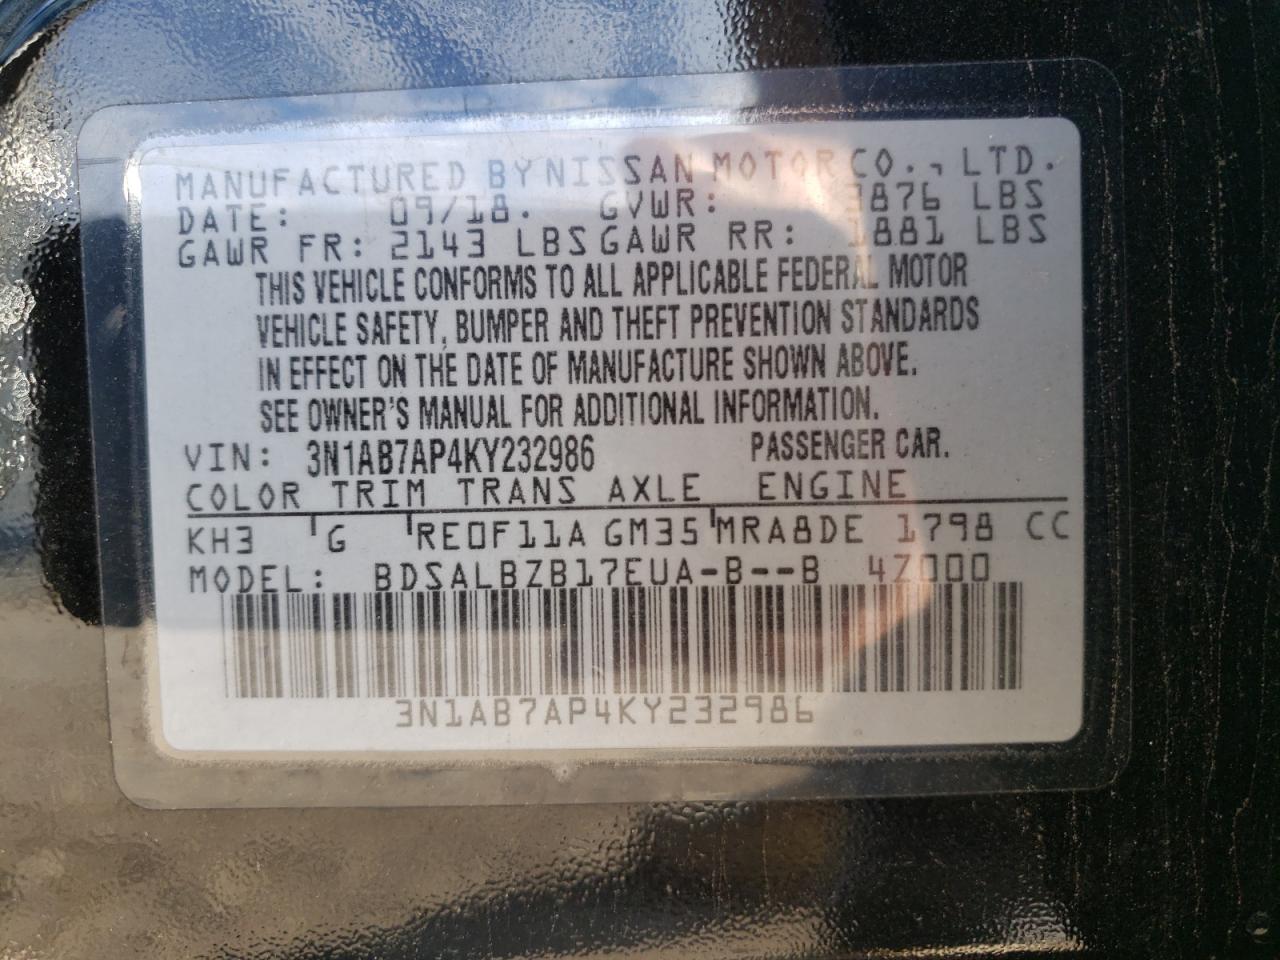 MANUFACTURED BY NISSAN MOTOR CO., LTD.
DATE: 09/18. GVWR: 3876 LBS
GAWR FR: 2143 LBS GAWR RR: 1881 LBS
THIS VEHICLE CONFORMS TO ALL APPLICABLE FEDERAL MOTOR
VEHICLE SAFETY, BUMPER AND THEFT PREVENTION STANDARDS
IN EFFECT ON THE DATE OF MANUFACTURE SHOWN ABOVE.
SEE OWNER'S MANUAL FOR ADDITIONAL INFORMATION.
VIN: 3N1AB7AP4KY232986 PASSENGER CAR.
COLOR TRIM TRANS AXLE ENGINE
KH3 G RE0F11A GM35 MRA8DE 1798 CC
MODEL: BDSALBZB17EUA-B--B 4Z000
3N1AB7AP4KY232986